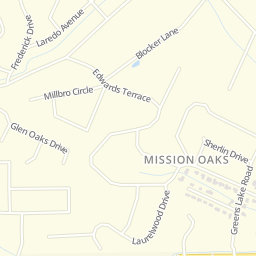 Frederick Drive
Laredo Avenue
Blocker Lane
Edwards Terrace
Millbro Circle
Glen Oaks Drive
Sherlin Drive
MISSION OAKS
Greens Lake Road
Laurelwood Drive